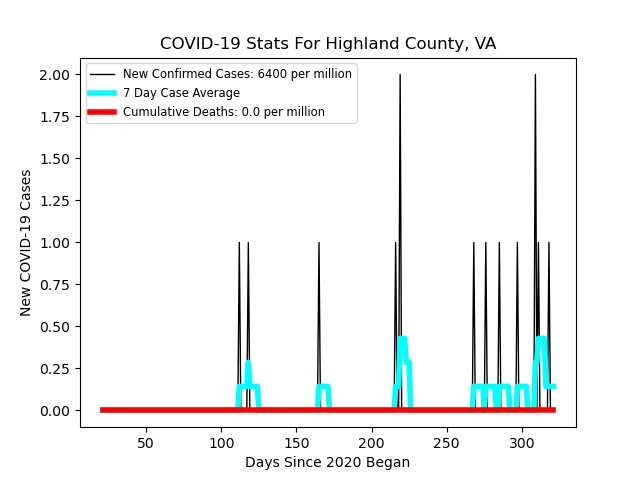 COVID-19 Stats For Highland County, VA
New Confirmed Cases: 6400 per million
7 Day Case Average
Cumulative Deaths: 0.0 per million
New COVID-19 Cases
2.00
1.75
1.50
1.25
1.00
0.75
0.50
0.25
0.00
50
100
150
200
250
300
Days Since 2020 Began